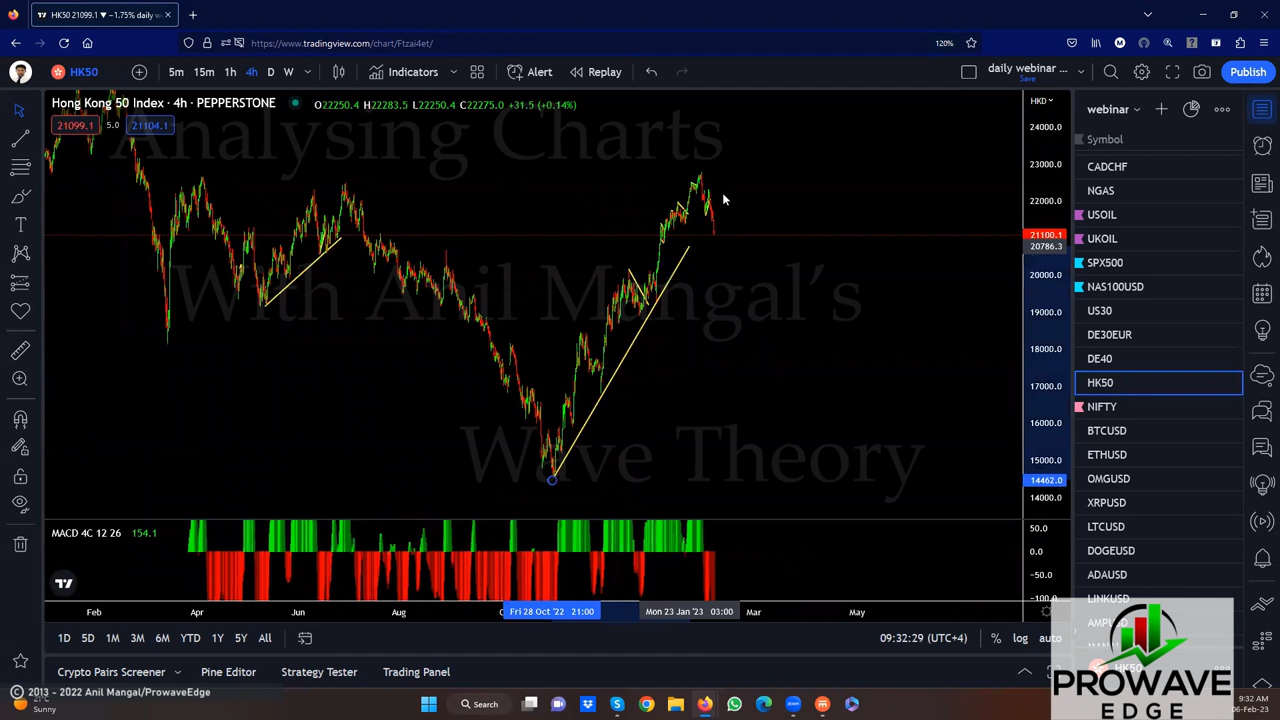 HK50 21099.1 ▼ −1.75% daily w
https://www.tradingview.com/chart/Ftzai4et/
120%
HK50
5m 15m 1h 4h D W
Indicators
Alert
Replay
daily webinar ...
Save
Publish
Hong Kong 50 Index · 4h · PEPPERSTONE
O22250.4 H22283.5 L22250.4 C22275.0 +31.5 (+0.14%)
21099.1 5.0 21104.1
HKD
webinar
Symbol
CADCHF
NGAS
USOIL
UKOIL
SPX500
NAS100USD
US30
DE30EUR
DE40
HK50
NIFTY
BTCUSD
ETHUSD
OMGUSD
XRPUSD
LTCUSD
DOGEUSD
ADAUSD
LINKUSD
HK50
Analysing Charts
With Anil Mangal's
Wave Theory
24000.0
23000.0
22000.0
21100.1
20786.3
20000.0
19000.0
18000.0
17000.0
16000.0
15000.0
14462.0
14000.0
MACD 4C 12 26 154.1
50.0
0.0
−50.0
−100.0
Feb Apr Jun Aug Fri 28 Oct '22 21:00 Mon 23 Jan '23 03:00 Mar May
1D 5D 1M 3M 6M YTD 1Y 5Y All
09:32:29 (UTC+4) % log auto
Crypto Pairs Screener Pine Editor Strategy Tester Trading Panel
© 2013 - 2022 Anil Mangal/ProwaveEdge
21°C
Sunny
Search
9:32 AM
06-Feb-23
PROWAVE
EDGE